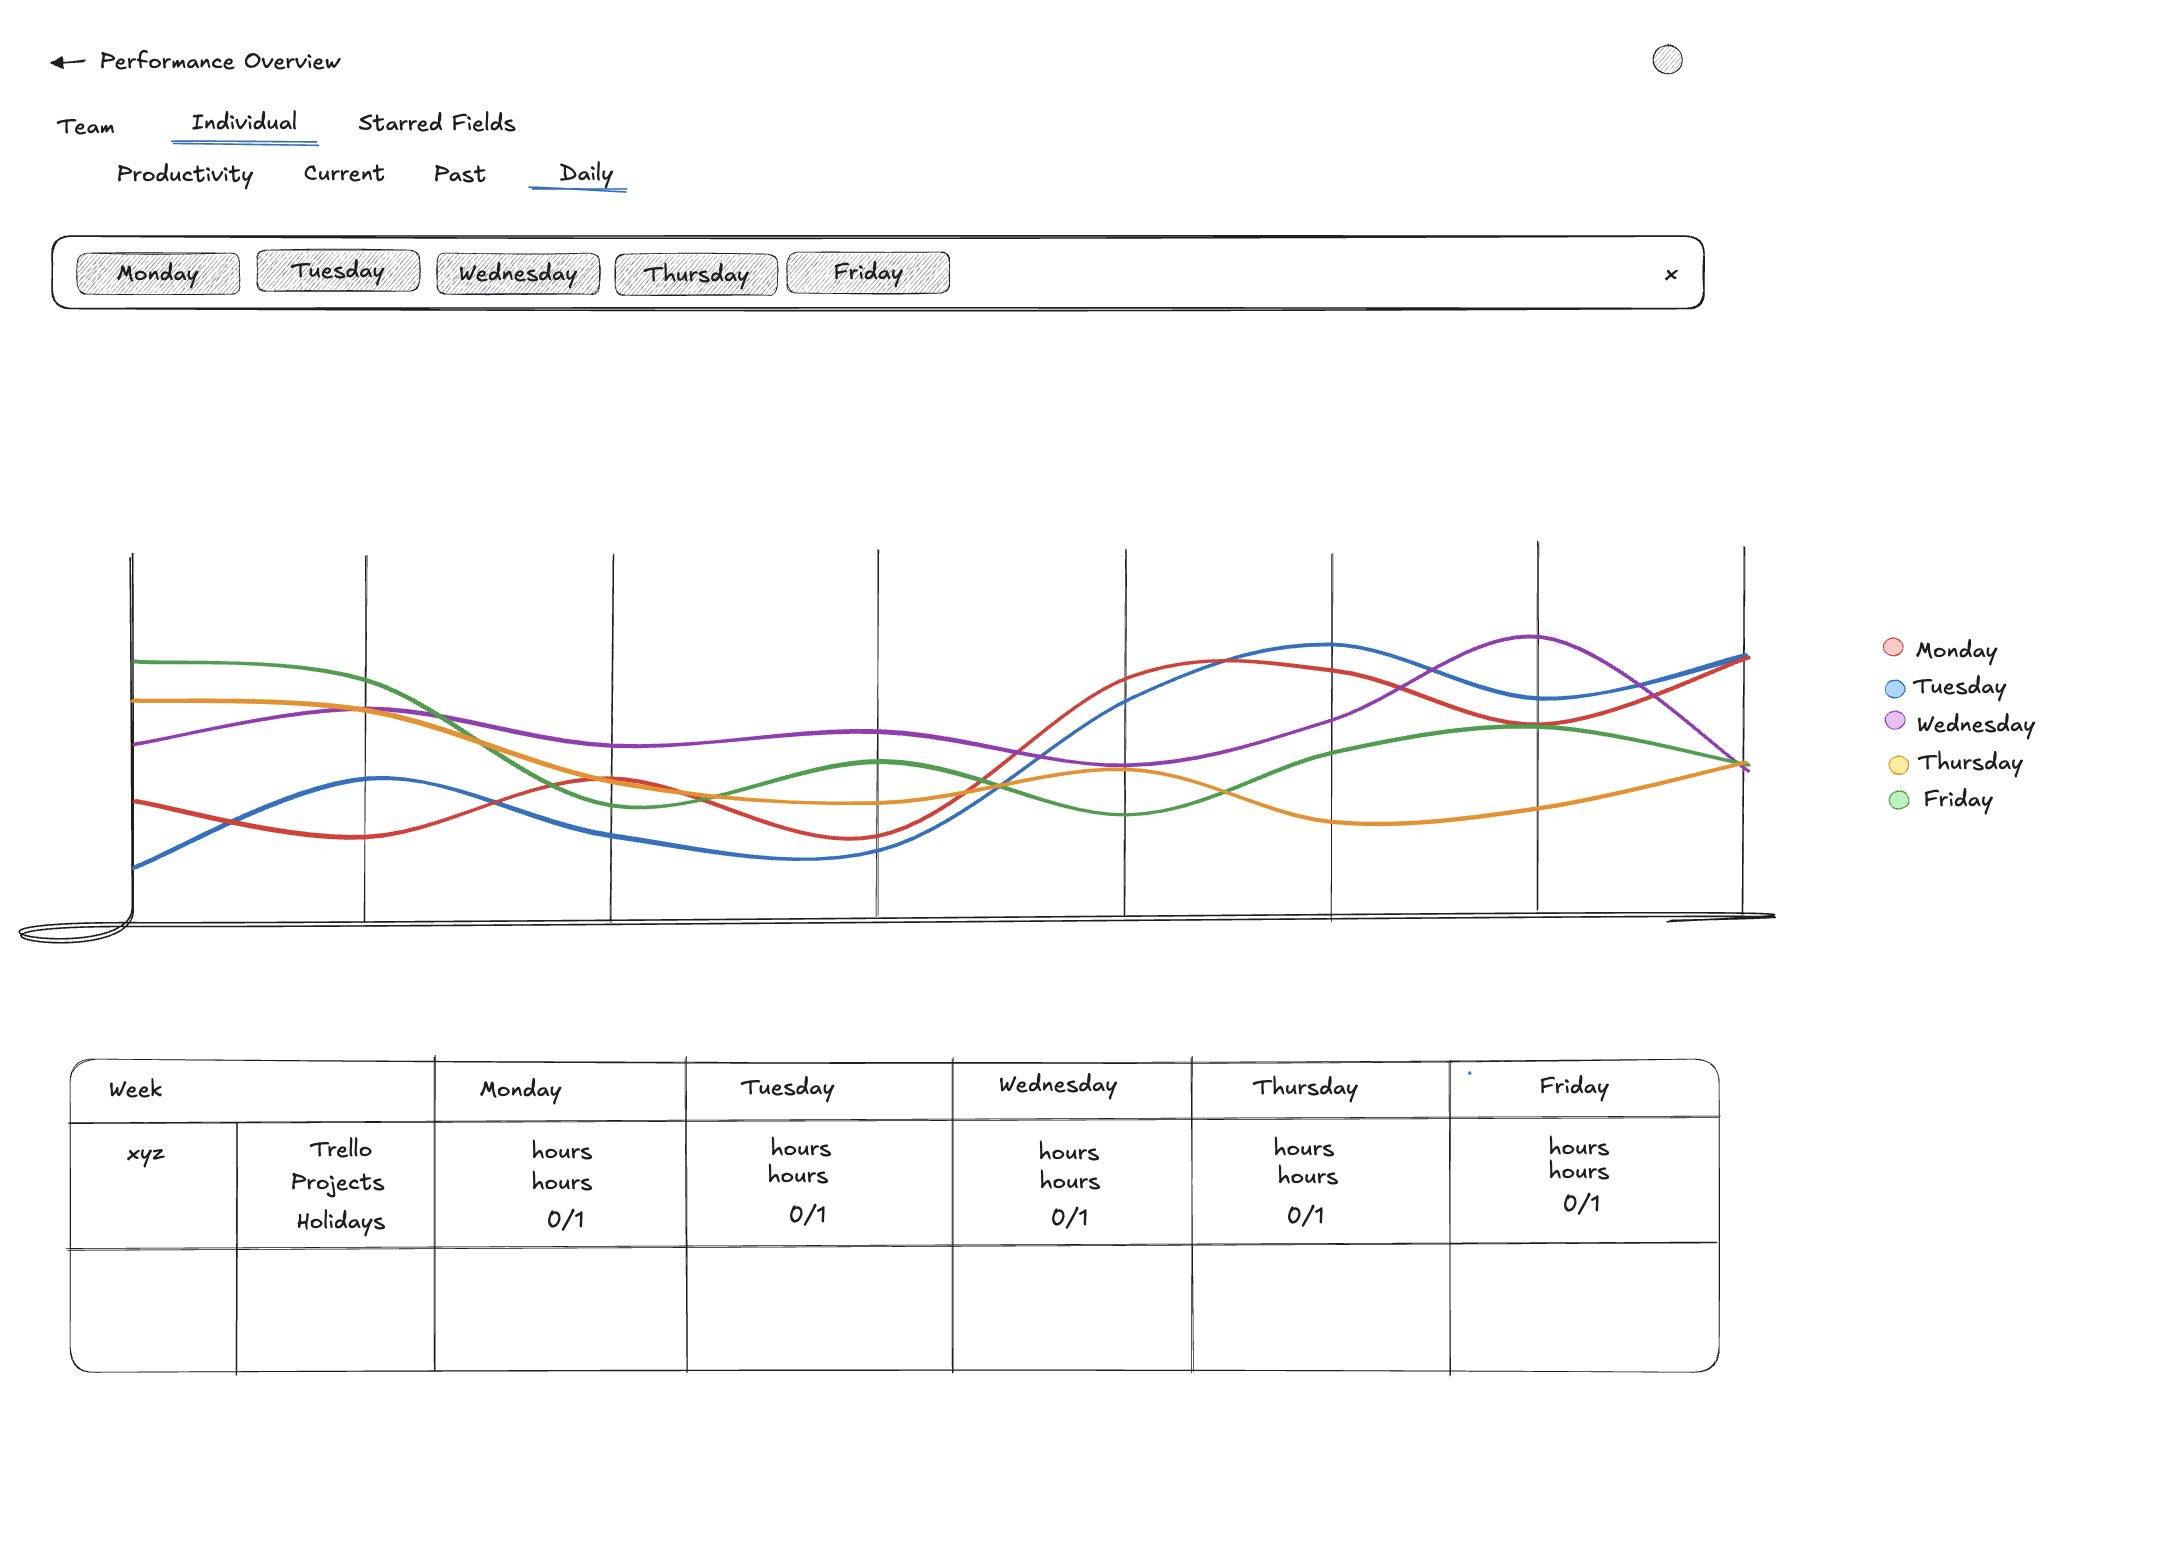 Performance Overview
Team Individual Starred Fields
Productivity Current Past Daily
Monday Tuesday Wednesday Thursday Friday x
Monday
Tuesday
Wednesday
Thursday
Friday
Week Monday Tuesday Wednesday Thursday Friday
xyz Trello hours hours hours hours hours
Projects hours hours hours hours hours
Holidays 0/1 0/1 0/1 0/1 0/1